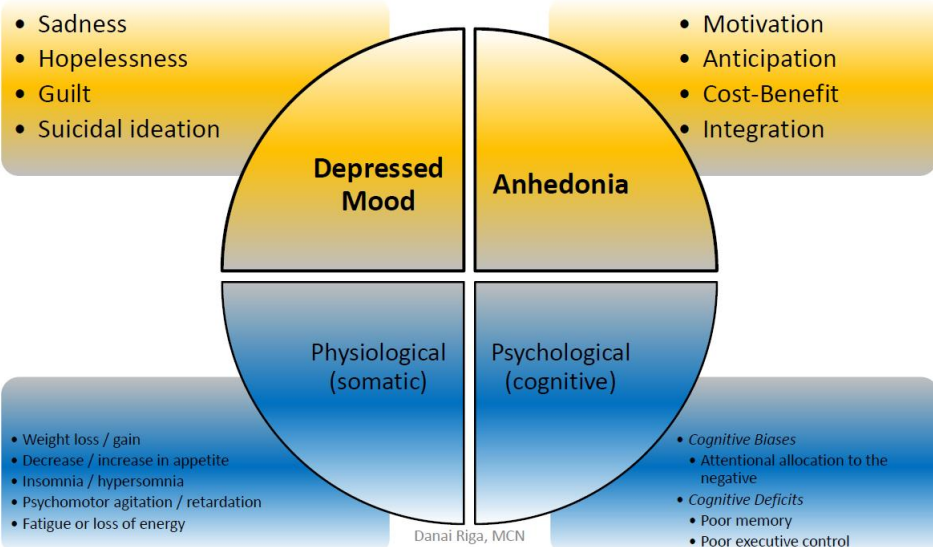 • Sadness
• Hopelessness
• Guilt
• Suicidal ideation
• Motivation
• Anticipation
• Cost-Benefit
• Integration
Depressed
Mood
Anhedonia
Physiological
(somatic)
Psychological
(cognitive)
• Weight loss / gain
• Decrease / increase in appetite
• Insomnia / hypersomnia
• Psychomotor agitation / retardation
• Fatigue or loss of energy
• Cognitive Biases
• Attentional allocation to the
negative
• Cognitive Deficits
• Poor memory
• Poor executive control
Danai Riga, MCN